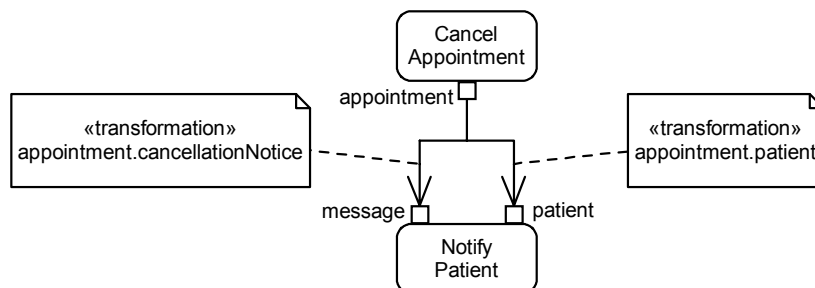 Cancel
Appointment
appointment
«transformation»
appointment.cancellationNotice
«transformation»
appointment.patient
message
patient
Notify
Patient